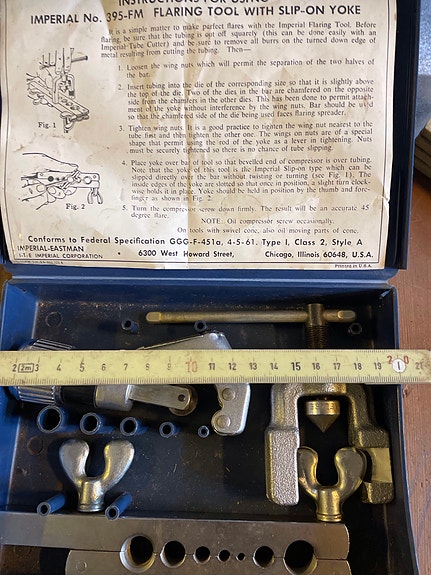 INSTRUCTIONS FOR USING
IMPERIAL No. 395-FM FLARING TOOL WITH SLIP-ON YOKE
It is a simple matter to make perfect flares with the Imperial Flaring Tool. Before
flaring, be sure that the tubing is cut off squarely (this can be done easily with an
Imperial Tube Cutter) and be sure to remove all burrs on the turned down edge of
metal resulting from cutting the tubing. Then—
1. Loosen the wing nuts which will permit the separation of the two halves of
the bar.
2. Insert tubing into the die of corresponding size so that it is slightly above
the top of the die. Two of the dies in the bar are chamfered on the opposite
side from the chamfers in the other dies. This has been done to permit attach-
ment of the yoke without interference by the wing nuts. Bar should be used
so that the chamfered side of the die being used faces flaring spreader.
3. Tighten wing nuts. It is a good practice to tighten the wing nut nearest to the
tube first and then tighten the other one. The wings on nuts are of a special
shape that permit using the rod of the yoke as a lever in tightening. Nuts
must be securely tightened so there is no chance of tube slipping.
4. Place yoke over bar of tool so that bevelled end of compressor is over tubing.
Note that the yoke of this tool is the Imperial Slip-on type which can be
slipped directly over the bar without twisting or turning (see Fig. 1). The
inside edges of the yoke are slotted so that once in position, a slight turn clock-
wise holds it in place. Yoke should be held in position by the thumb and fore-
finger as shown in Fig. 2.
5. Turn the compressor screw down firmly. The result will be an accurate 45
degree flare.
NOTE: Oil compressor screw occasionally.
On tools with swivel cone, also oil moving parts of cone.
Fig. 1
Fig. 2
Conforms to Federal Specification GGG-F-451a, 4-5-61. Type I, Class 2, Style A
IMPERIAL-EASTMAN
I-T-E IMPERIAL CORPORATION • 6300 West Howard Street, Chicago, Illinois 60648, U.S.A.
Printed in U.S.A.
2 2m 3 4 5 6 7 8 9 10 11 12 13 14 15 16 17 18 19 20 1 21